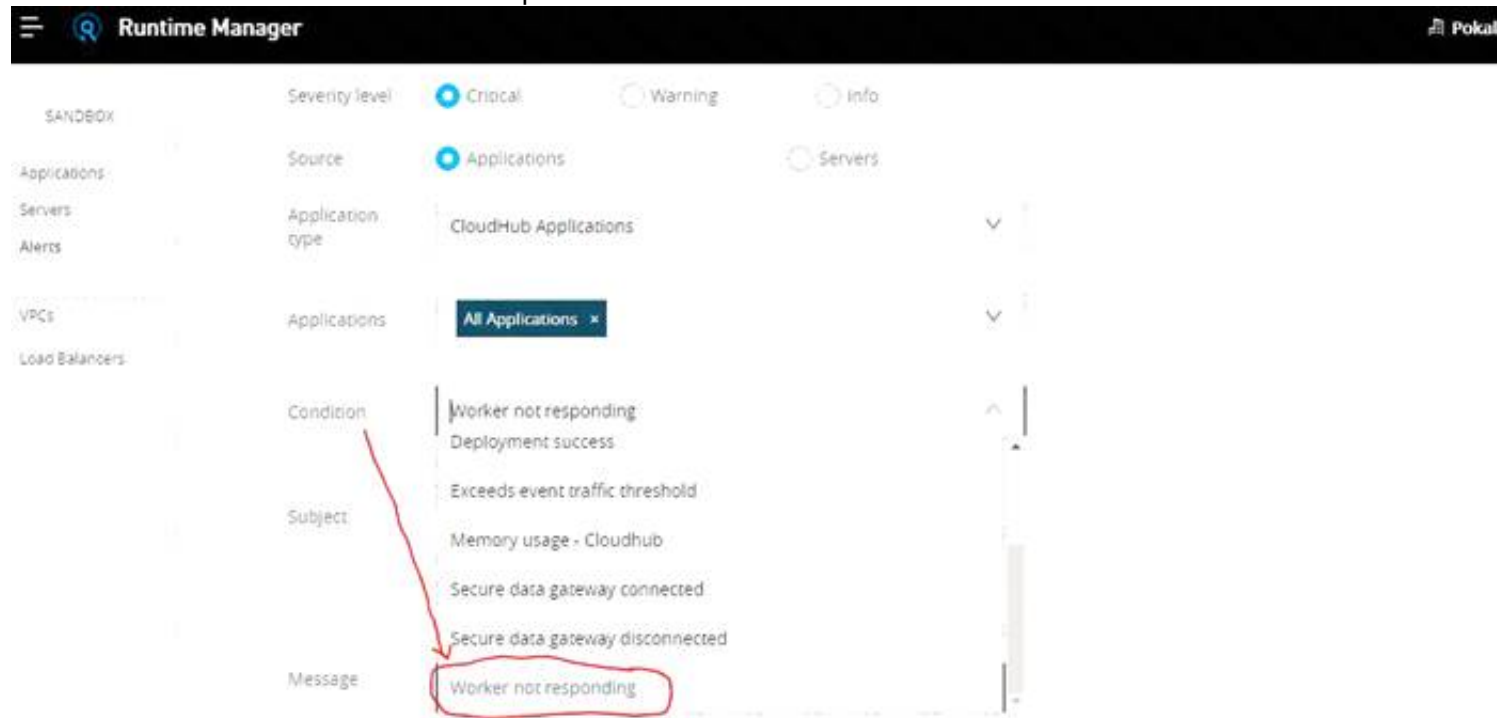 Runtime Manager
Pokal
SANDBOX
Applications
Servers
Alerts
VPCs
Load Balancers
Severity level Critical Warning Info
Source Applications Servers
Application type CloudHub Applications
Applications All Applications ×
Condition Worker not responding
Deployment success
Exceeds event traffic threshold
Subject
Memory usage - Cloudhub
Secure data gateway connected
Secure data gateway disconnected
Message Worker not responding